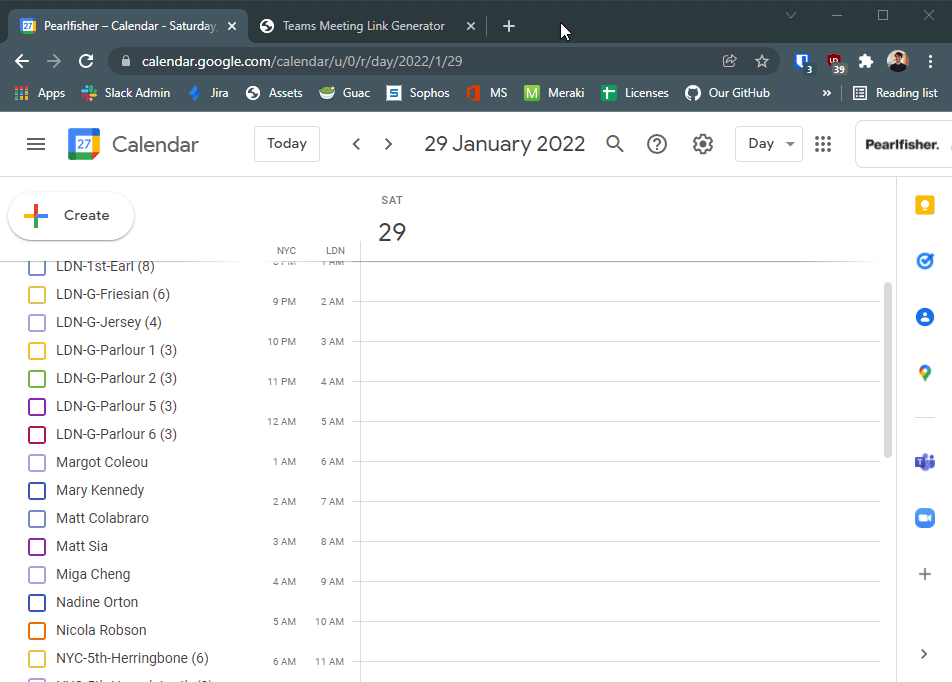 27 Pearlfisher – Calendar - Saturday, Teams Meeting Link Generator
calendar.google.com/calendar/u/0/r/day/2022/1/29 3 39
Apps Slack Admin Jira Assets Guac Sophos MS Meraki Licenses Our GitHub » Reading list
27 Calendar Today 29 January 2022 Day Pearlfisher.
Create
SAT
29
NYC LDN
LDN-1st-Earl (8)
1 AM
LDN-G-Friesian (6)
9 PM 2 AM
LDN-G-Jersey (4)
10 PM 3 AM
LDN-G-Parlour 1 (3)
LDN-G-Parlour 2 (3)
11 PM 4 AM
LDN-G-Parlour 5 (3)
12 AM 5 AM
LDN-G-Parlour 6 (3)
Margot Coleou
1 AM 6 AM
Mary Kennedy
2 AM 7 AM
Matt Colabraro
Matt Sia
3 AM 8 AM
Miga Cheng
4 AM 9 AM
Nadine Orton
5 AM 10 AM
Nicola Robson
NYC-5th-Herringbone (6)
6 AM 11 AM